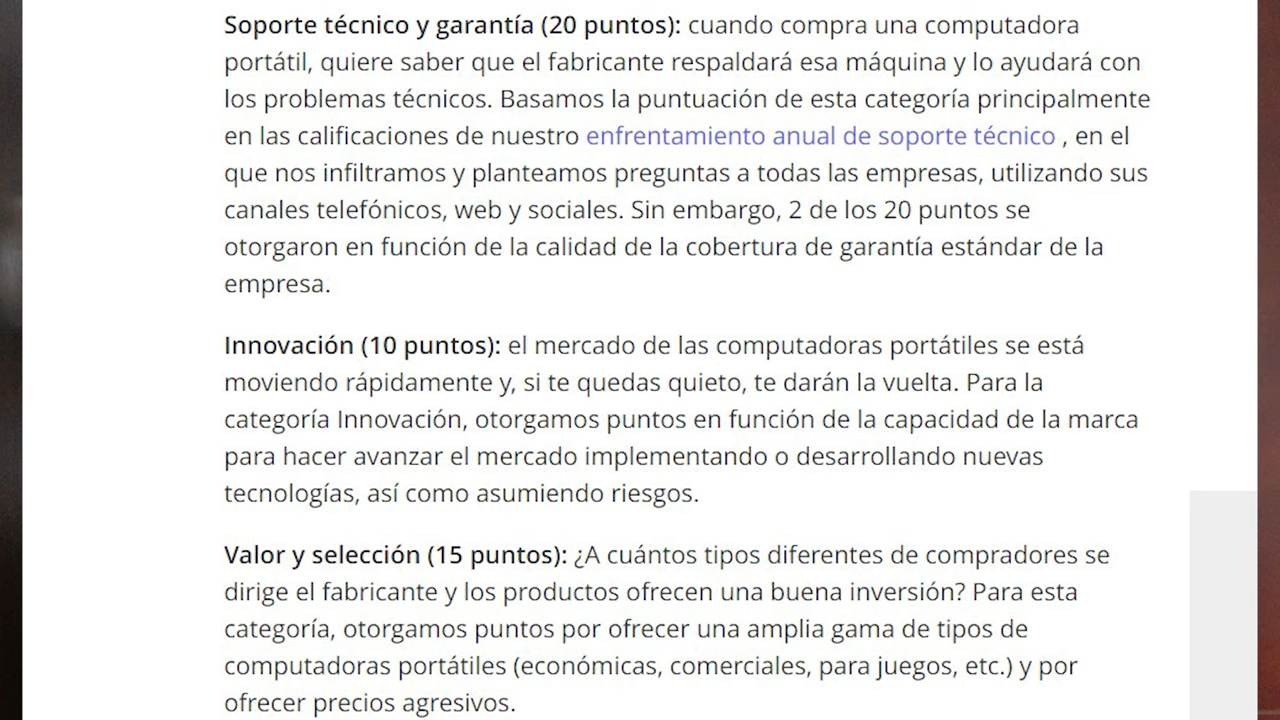 Soporte técnico y garantía (20 puntos): cuando compra una computadora
portátil, quiere saber que el fabricante respaldará esa máquina y lo ayudará con
los problemas técnicos. Basamos la puntuación de esta categoría principalmente
en las calificaciones de nuestro enfrentamiento anual de soporte técnico , en el
que nos infiltramos y planteamos preguntas a todas las empresas, utilizando sus
canales telefónicos, web y sociales. Sin embargo, 2 de los 20 puntos se
otorgaron en función de la calidad de la cobertura de garantía estándar de la
empresa.
Innovación (10 puntos): el mercado de las computadoras portátiles se está
moviendo rápidamente y, si te quedas quieto, te darán la vuelta. Para la
categoría Innovación, otorgamos puntos en función de la capacidad de la marca
para hacer avanzar el mercado implementando o desarrollando nuevas
tecnologías, así como asumiendo riesgos.
Valor y selección (15 puntos): ¿A cuántos tipos diferentes de compradores se
dirige el fabricante y los productos ofrecen una buena inversión? Para esta
categoría, otorgamos puntos por ofrecer una amplia gama de tipos de
computadoras portátiles (económicas, comerciales, para juegos, etc.) y por
ofrecer precios agresivos.